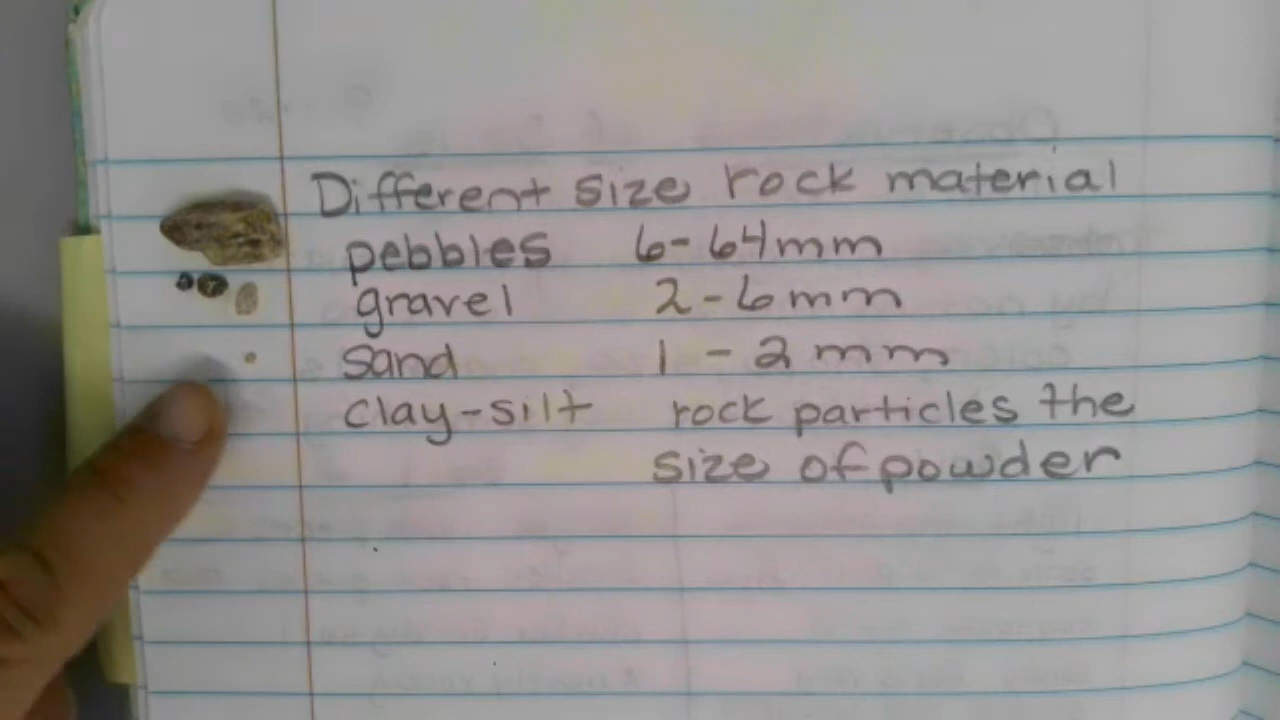 Different size rock material
pebbles 6-64mm
gravel 2-6mm
sand 1-2mm
clay-silt rock particles the
size of powder